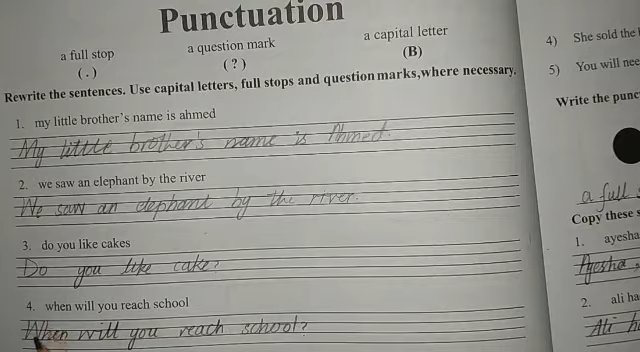 Punctuation
a full stop
a question mark
a capital letter
(.)
(?)
(B)
Rewrite the sentences. Use capital letters, full stops and question marks, where necessary.
1. my little brother's name is ahmed
My little brother's name is Ahmed.
2. we saw an elephant by the river
We saw an elephant by the river.
3. do you like cakes
Do you like cake?
4. when will you reach school
When will you reach school?
4) She sold the
5) You will nee
Write the punc
a full
Copy these s
1. ayesha
Ayesha,
2. ali ha
Ali h